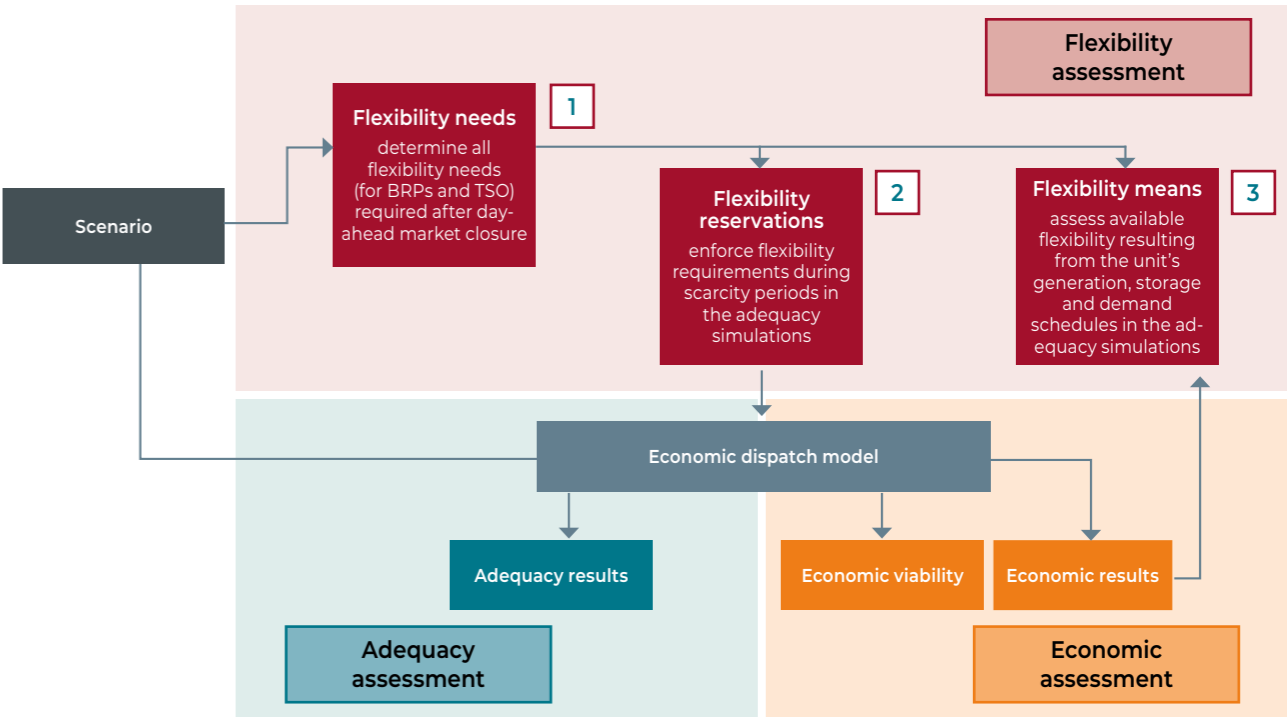 Flexibility
assessment
Flexibility needs
determine all
flexibility needs
(for BRPs and TSO)
required after day-
ahead market closure
1
Flexibility
reservations
enforce flexibility
requirements during
scarcity periods in
the adequacy
simulations
2
Flexibility means
assess available
flexibility resulting
from the unit's
generation, storage
and demand
schedules in the ad-
equacy simulations
3
Scenario
Economic dispatch model
Adequacy results
Economic viability
Economic results
Adequacy
assessment
Economic
assessment